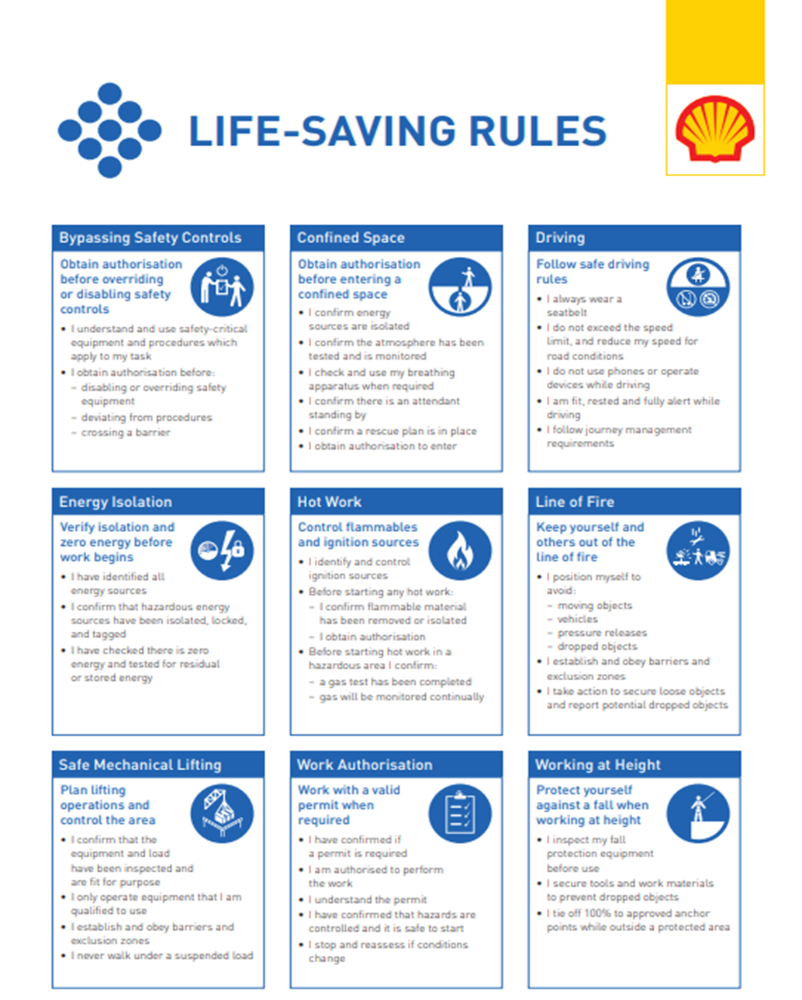 LIFE-SAVING RULES
Bypassing Safety Controls
Obtain authorisation
before overriding
or disabling safety
controls
• I understand and use safety-critical
equipment and procedures which
apply to my task
• I obtain authorisation before:
– disabling or overriding safety
equipment
– deviating from procedures
– crossing a barrier
Confined Space
Obtain authorisation
before entering a
confined space
• I confirm energy
sources are isolated
• I confirm the atmosphere has been
tested and is monitored
• I check and use my breathing
apparatus when required
• I confirm there is an attendant
standing by
• I confirm a rescue plan is in place
• I obtain authorisation to enter
Driving
Follow safe driving
rules
• I always wear a
seatbelt
• I do not exceed the speed
limit, and reduce my speed for
road conditions
• I do not use phones or operate
devices while driving
• I am fit, rested and fully alert while
driving
• I follow journey management
requirements
Energy Isolation
Verify isolation and
zero energy before
work begins
• I have identified all
energy sources
• I confirm that hazardous energy
sources have been isolated, locked,
and tagged
• I have checked there is zero
energy and tested for residual
or stored energy
Hot Work
Control flammables
and ignition sources
• I identify and control
ignition sources
• Before starting any hot work:
– I confirm flammable material
has been removed or isolated
– I obtain authorisation
• Before starting hot work in a
hazardous area I confirm:
– a gas test has been completed
– gas will be monitored continually
Line of Fire
Keep yourself and
others out of the
line of fire
• I position myself to
avoid:
– moving objects
– vehicles
– pressure releases
– dropped objects
• I establish and obey barriers and
exclusion zones
• I take action to secure loose objects
and report potential dropped objects
Safe Mechanical Lifting
Plan lifting
operations and
control the area
• I confirm that the
equipment and load
have been inspected and
are fit for purpose
• I only operate equipment that I am
qualified to use
• I establish and obey barriers and
exclusion zones
• I never walk under a suspended load
Work Authorisation
Work with a valid
permit when
required
• I have confirmed if
a permit is required
• I am authorised to perform
the work
• I understand the permit
• I have confirmed that hazards are
controlled and it is safe to start
• I stop and reassess if conditions
change
Working at Height
Protect yourself
against a fall when
working at height
• I inspect my fall
protection equipment
before use
• I secure tools and work materials
to prevent dropped objects
• I tie off 100% to approved anchor
points while outside a protected area